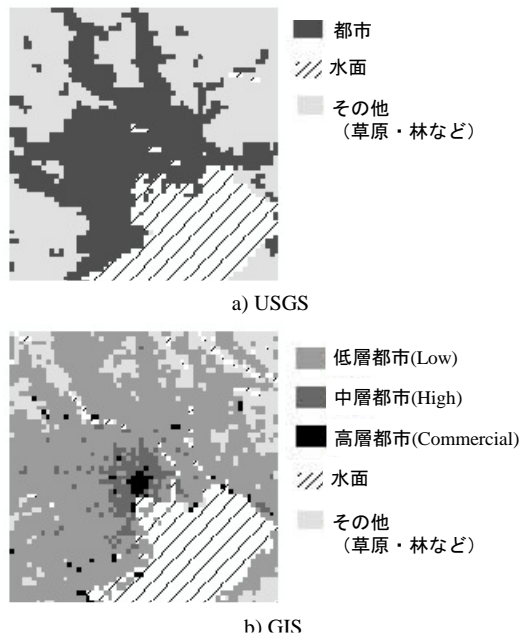 都市
水面
その他
（草原・林など）
a) USGS
低層都市(Low)
中層都市(High)
高層都市(Commercial)
水面
その他
（草原・林など）
b) GIS